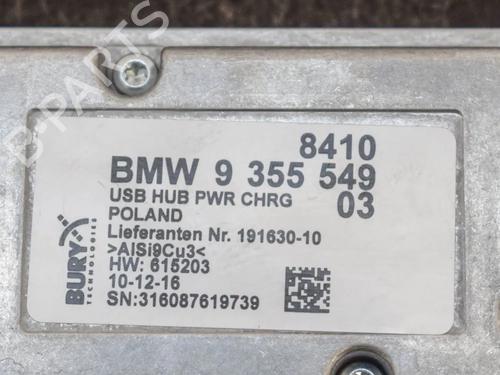 8410
BMW 9 355 549
USB HUB PWR CHRG 03
POLAND
Lieferanten Nr. 191630-10
>AlSi9Cu3<
HW: 615203
10-12-16
SN:316087619739
BURY
TECHNOLOGIES
B-PARTS